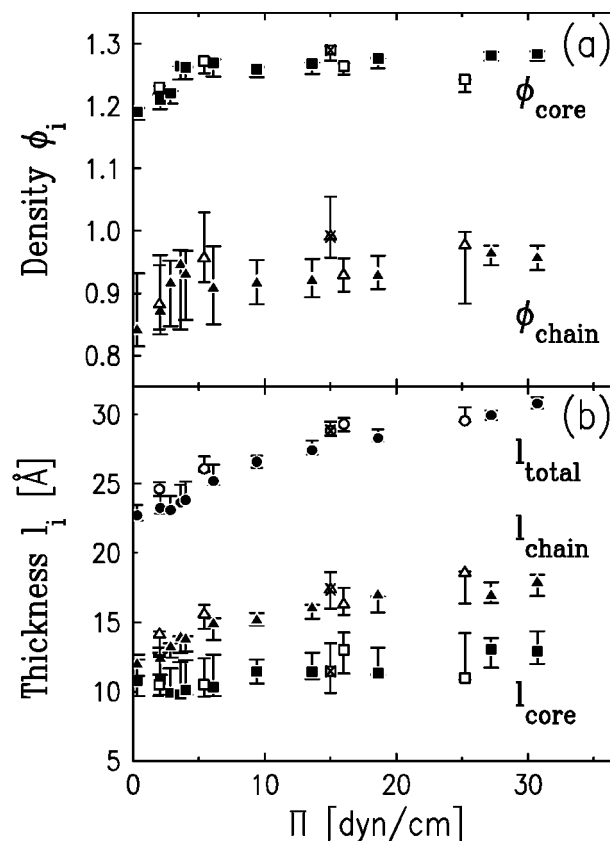 1.3
(a)
ϕcore
1.2
1.1
Density ϕi
1.0
0.9
ϕchain
0.8
30
(b)
ltotal
25
lchain
20
Thickness li [Å]
15
10
lcore
5
0 10 20 30
Π [dyn/cm]